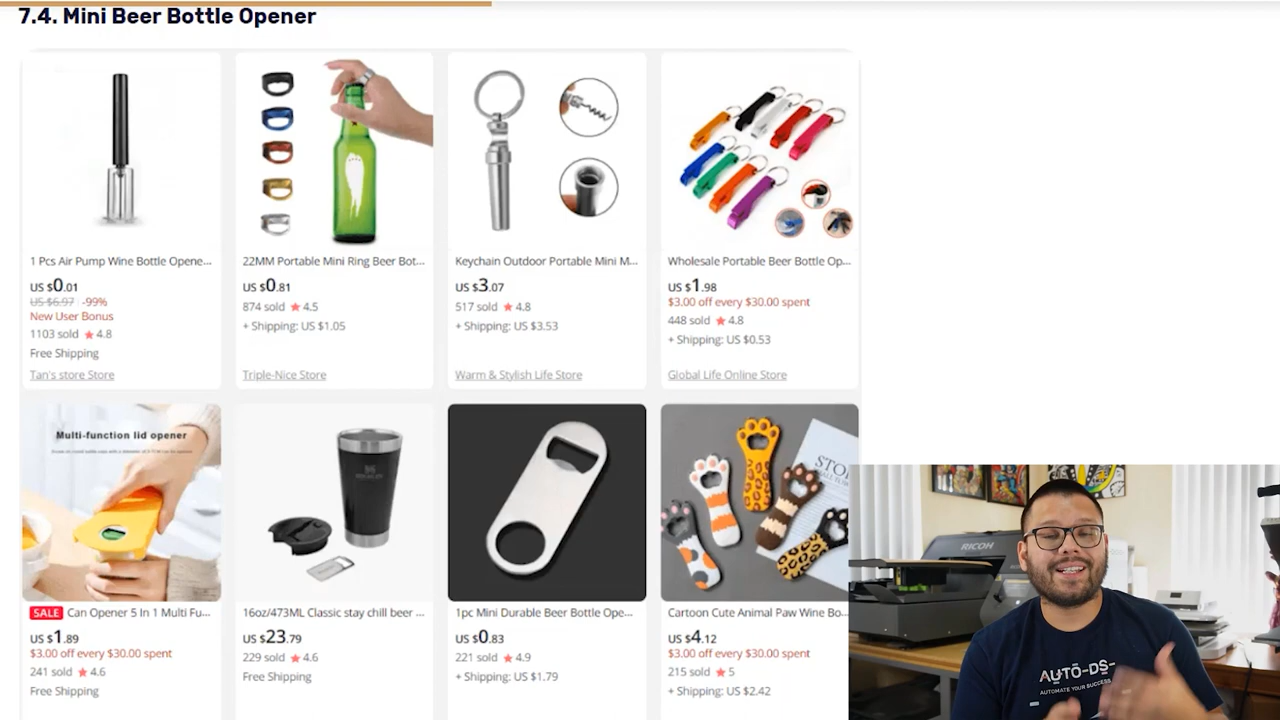 7.4. Mini Beer Bottle Opener
1 Pcs Air Pump Wine Bottle Opene...
US $0.01
US $6.97 -99%
New User Bonus
1103 sold ★ 4.8
Free Shipping
Tan's store Store
22MM Portable Mini Ring Beer Bot...
US $0.81
874 sold ★ 4.5
+ Shipping: US $1.05
Triple-Nice Store
Keychain Outdoor Portable Mini M...
US $3.07
517 sold ★ 4.8
+ Shipping: US $3.53
Warm & Stylish Life Store
Wholesale Portable Beer Bottle Op...
US $1.98
$3.00 off every $30.00 spent
448 sold ★ 4.8
+ Shipping: US $0.53
Global Life Online Store
Multi-function lid opener
SALE Can Opener 5 In 1 Multi Fu...
US $1.89
$3.00 off every $30.00 spent
241 sold ★ 4.6
Free Shipping
16oz/473ML Classic stay chill beer ...
US $23.79
229 sold ★ 4.6
Free Shipping
1pc Mini Durable Beer Bottle Ope...
US $0.83
221 sold ★ 4.9
+ Shipping: US $1.79
Cartoon Cute Animal Paw Wine Bo...
US $4.12
$3.00 off every $30.00 spent
215 sold ★ 5
+ Shipping: US $2.42
RICOH
AUTO-DS-
AUTOMATE YOUR SUCCESS